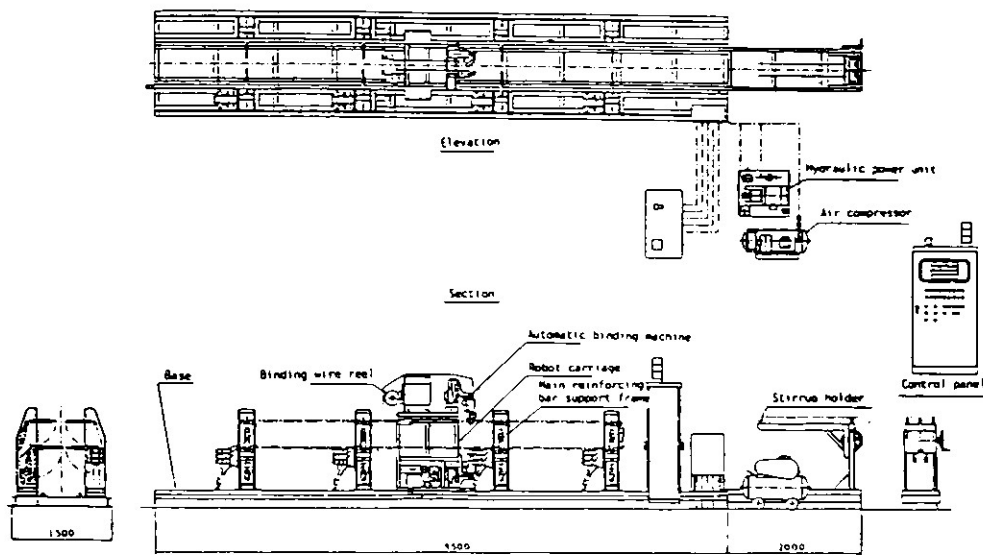 Elevation
Hydraulic power unit
Air compressor
Section
Automatic binding machine
Robot carriage
Binding wire reel
Main reinforcing
bar support frame
Base
Stirrup holder
Control panel
1500
9500
2000